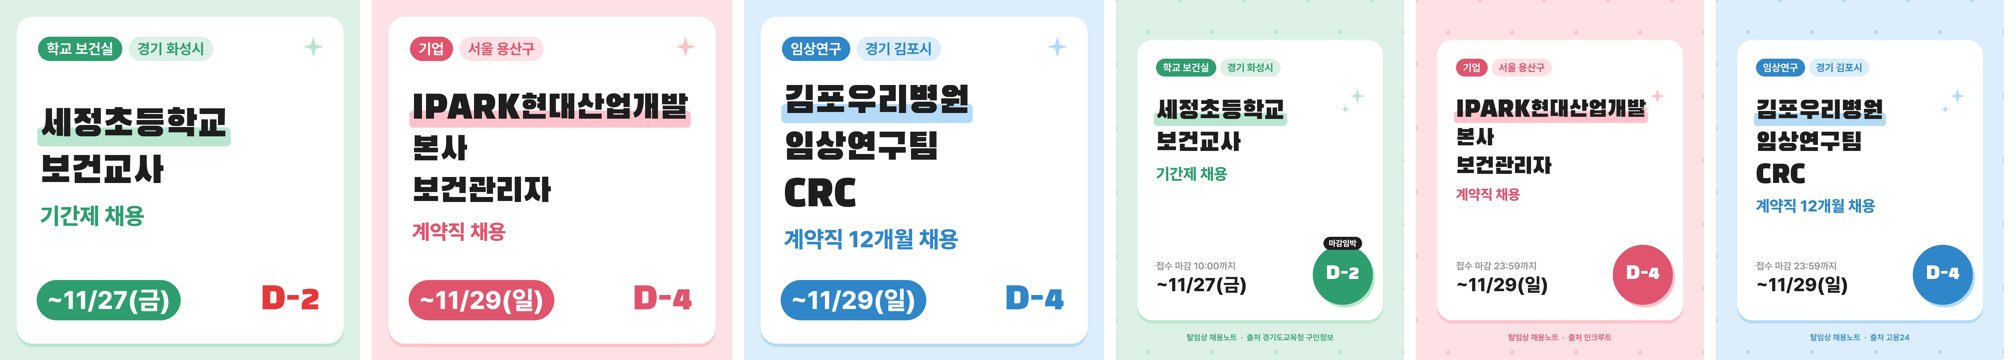 학교 보건실 경기 화성시
세정초등학교
보건교사
기간제 채용
~11/27(금) D-2
기업 서울 용산구
IPARK현대산업개발
본사
보건관리자
계약직 채용
~11/29(일) D-4
임상연구 경기 김포시
김포우리병원
임상연구팀
CRC
계약직 12개월 채용
~11/29(일) D-4
학교 보건실 경기 화성시
세정초등학교
보건교사
기간제 채용
마감임박
접수 마감 10:00까지
~11/27(금) D-2
탈임상 채용노트 · 출처 경기도교육청 구인정보
기업 서울 용산구
IPARK현대산업개발
본사
보건관리자
계약직 채용
접수 마감 23:59까지
~11/29(일) D-4
탈임상 채용노트 · 출처 인크루트
임상연구 경기 김포시
김포우리병원
임상연구팀
CRC
계약직 12개월 채용
접수 마감 23:59까지
~11/29(일) D-4
탈임상 채용노트 · 출처 고용24